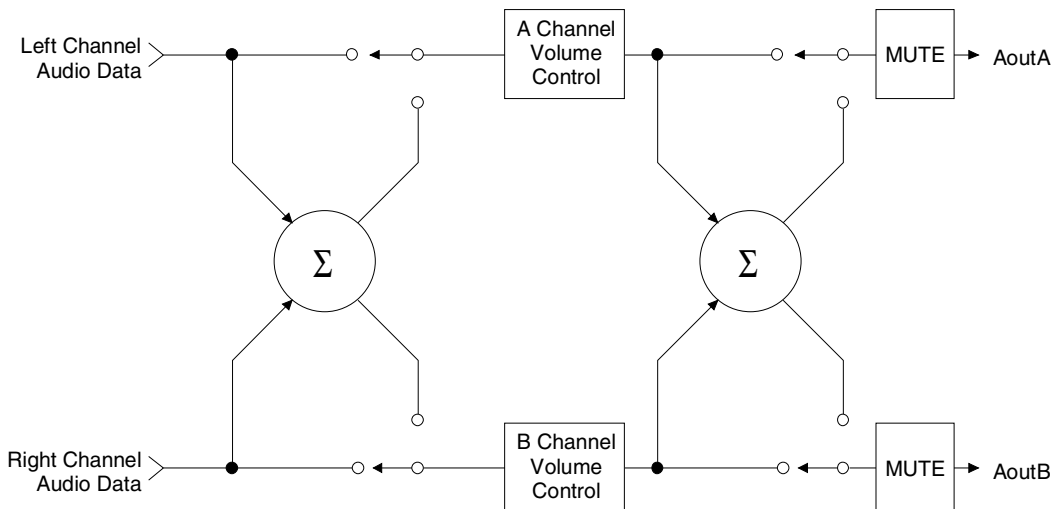 Left Channel
Audio Data
A Channel
Volume
Control
MUTE
AoutA
Σ
Σ
Right Channel
Audio Data
B Channel
Volume
Control
MUTE
AoutB